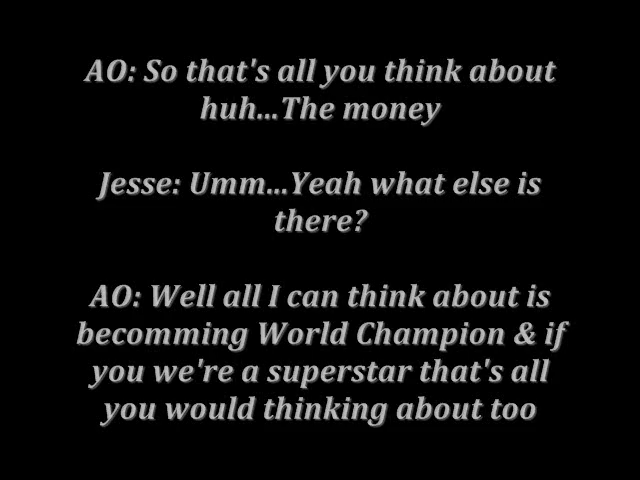 AO: So that's all you think about
huh...The money
Jesse: Umm...Yeah what else is
there?
AO: Well all I can think about is
becomming World Champion & if
you we're a superstar that's all
you would thinking about too